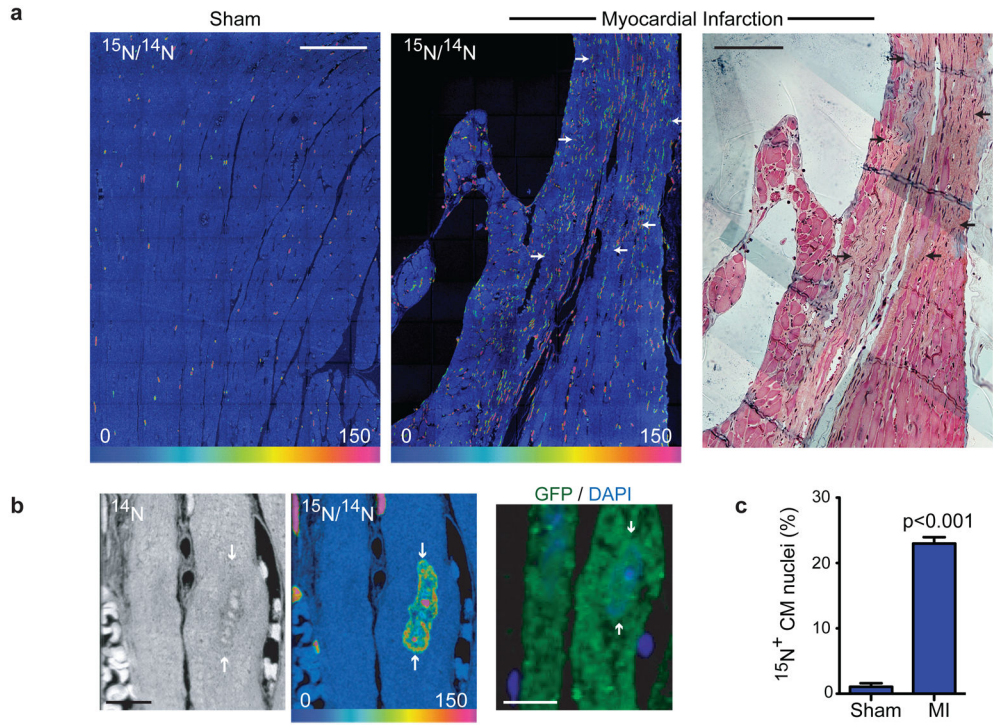 a
Sham
Myocardial Infarction
¹⁵N/¹⁴N
¹⁵N/¹⁴N
0 150
0 150
b
¹⁴N
¹⁵N/¹⁴N
0 150
GFP / DAPI
c
¹⁵N⁺ CM nuclei (%)
30
20
10
0
p<0.001
Sham MI